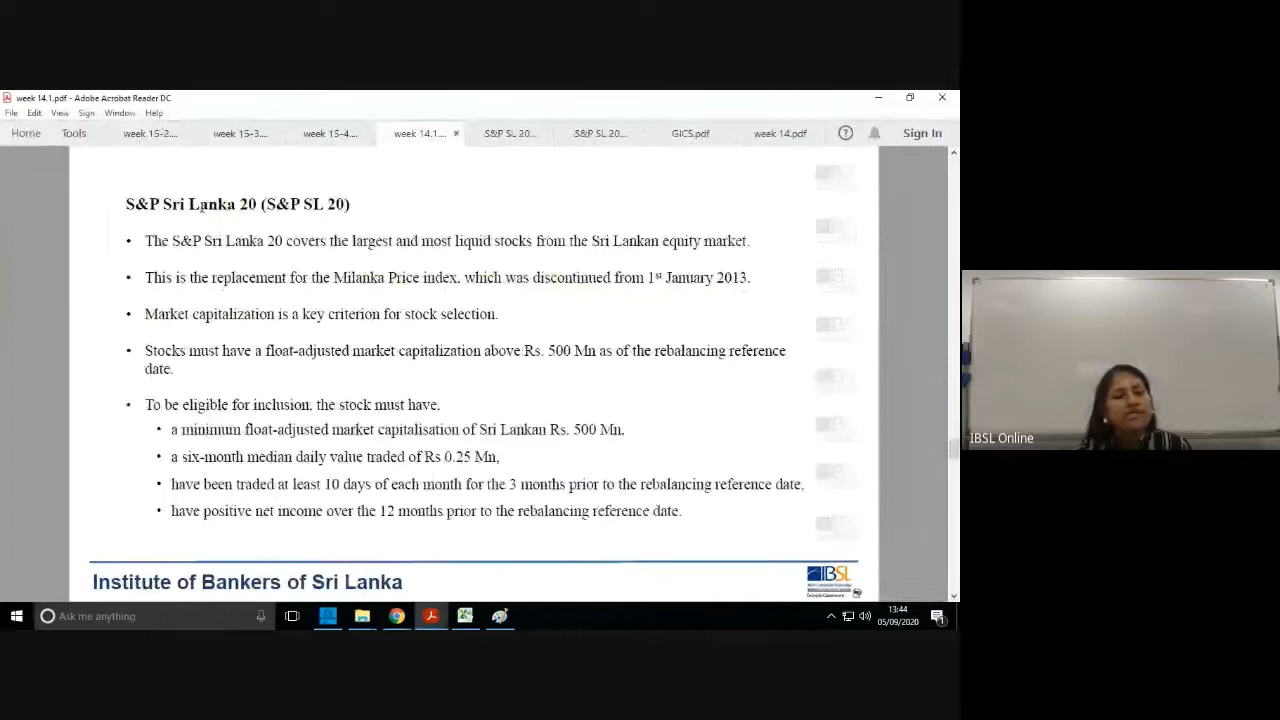 week 14.1.pdf - Adobe Acrobat Reader DC
File Edit View Sign Window Help
Home Tools week 15-2.... week 15-3.... week 15-4.... week 14.1.... × S&P SL 20... S&P SL 20... GICS.pdf week 14.pdf ? Sign In
S&P Sri Lanka 20 (S&P SL 20)
• The S&P Sri Lanka 20 covers the largest and most liquid stocks from the Sri Lankan equity market.
• This is the replacement for the Milanka Price index, which was discontinued from 1st January 2013.
• Market capitalization is a key criterion for stock selection.
• Stocks must have a float-adjusted market capitalization above Rs. 500 Mn as of the rebalancing reference
date.
• To be eligible for inclusion, the stock must have.
• a minimum float-adjusted market capitalisation of Sri Lankan Rs. 500 Mn,
• a six-month median daily value traded of Rs 0.25 Mn,
• have been traded at least 10 days of each month for the 3 months prior to the rebalancing reference date,
• have positive net income over the 12 months prior to the rebalancing reference date.
IBSL Online
Institute of Bankers of Sri Lanka
IBSL
Ask me anything
13:44
05/09/2020
1